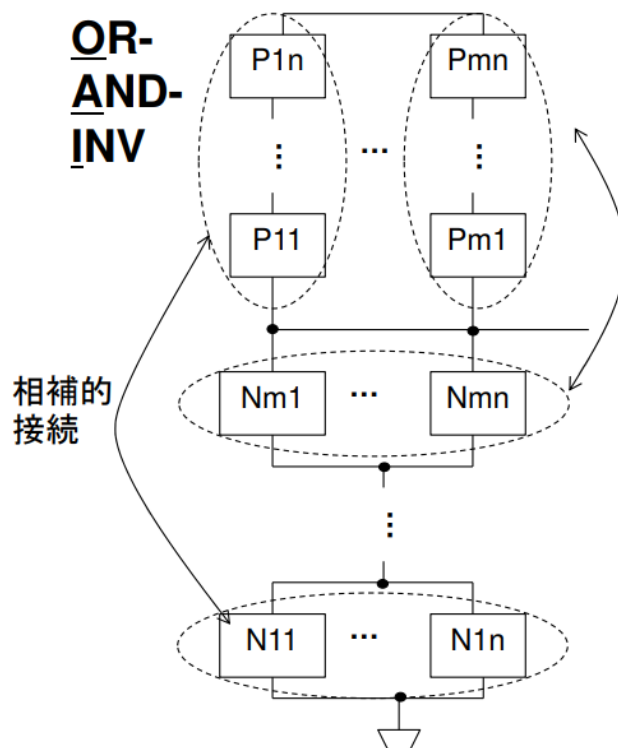 OR-
AND-
INV
P1n
Pmn
⋮
...
⋮
P11
Pm1
相補的
接続
Nm1
...
Nmn
⋮
N11
...
N1n